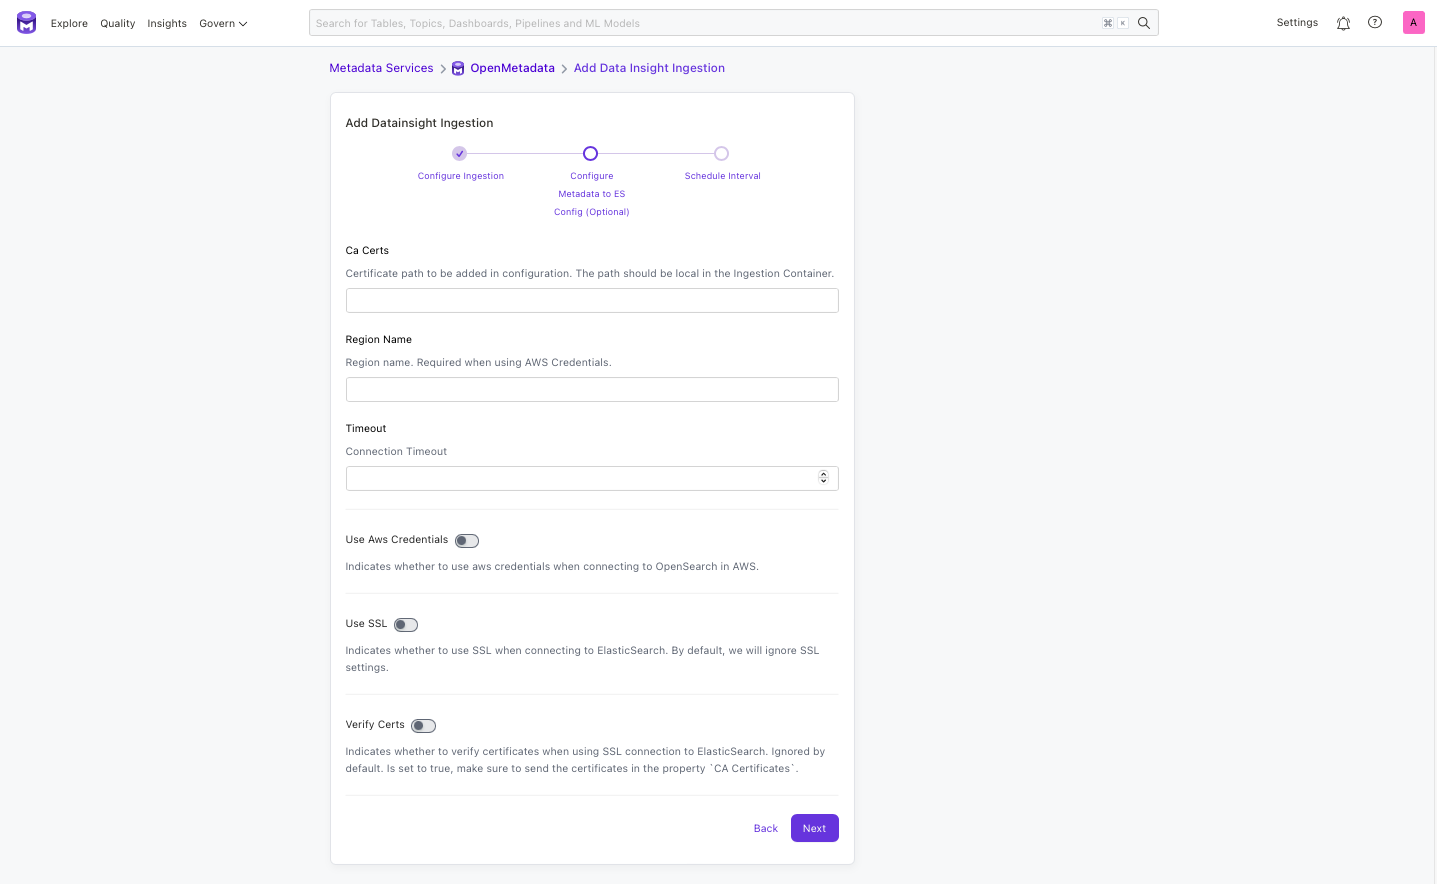 Explore Quality Insights Govern
Search for Tables, Topics, Dashboards, Pipelines and ML Models
⌘ K
Settings
A
Metadata Services > OpenMetadata > Add Data Insight Ingestion
Add Datainsight Ingestion
Configure Ingestion
Configure
Metadata to ES
Config (Optional)
Schedule Interval
Ca Certs
Certificate path to be added in configuration. The path should be local in the Ingestion Container.
Region Name
Region name. Required when using AWS Credentials.
Timeout
Connection Timeout
Use Aws Credentials
Indicates whether to use aws credentials when connecting to OpenSearch in AWS.
Use SSL
Indicates whether to use SSL when connecting to ElasticSearch. By default, we will ignore SSL
settings.
Verify Certs
Indicates whether to verify certificates when using SSL connection to ElasticSearch. Ignored by
default. Is set to true, make sure to send the certificates in the property `CA Certificates`.
Back
Next